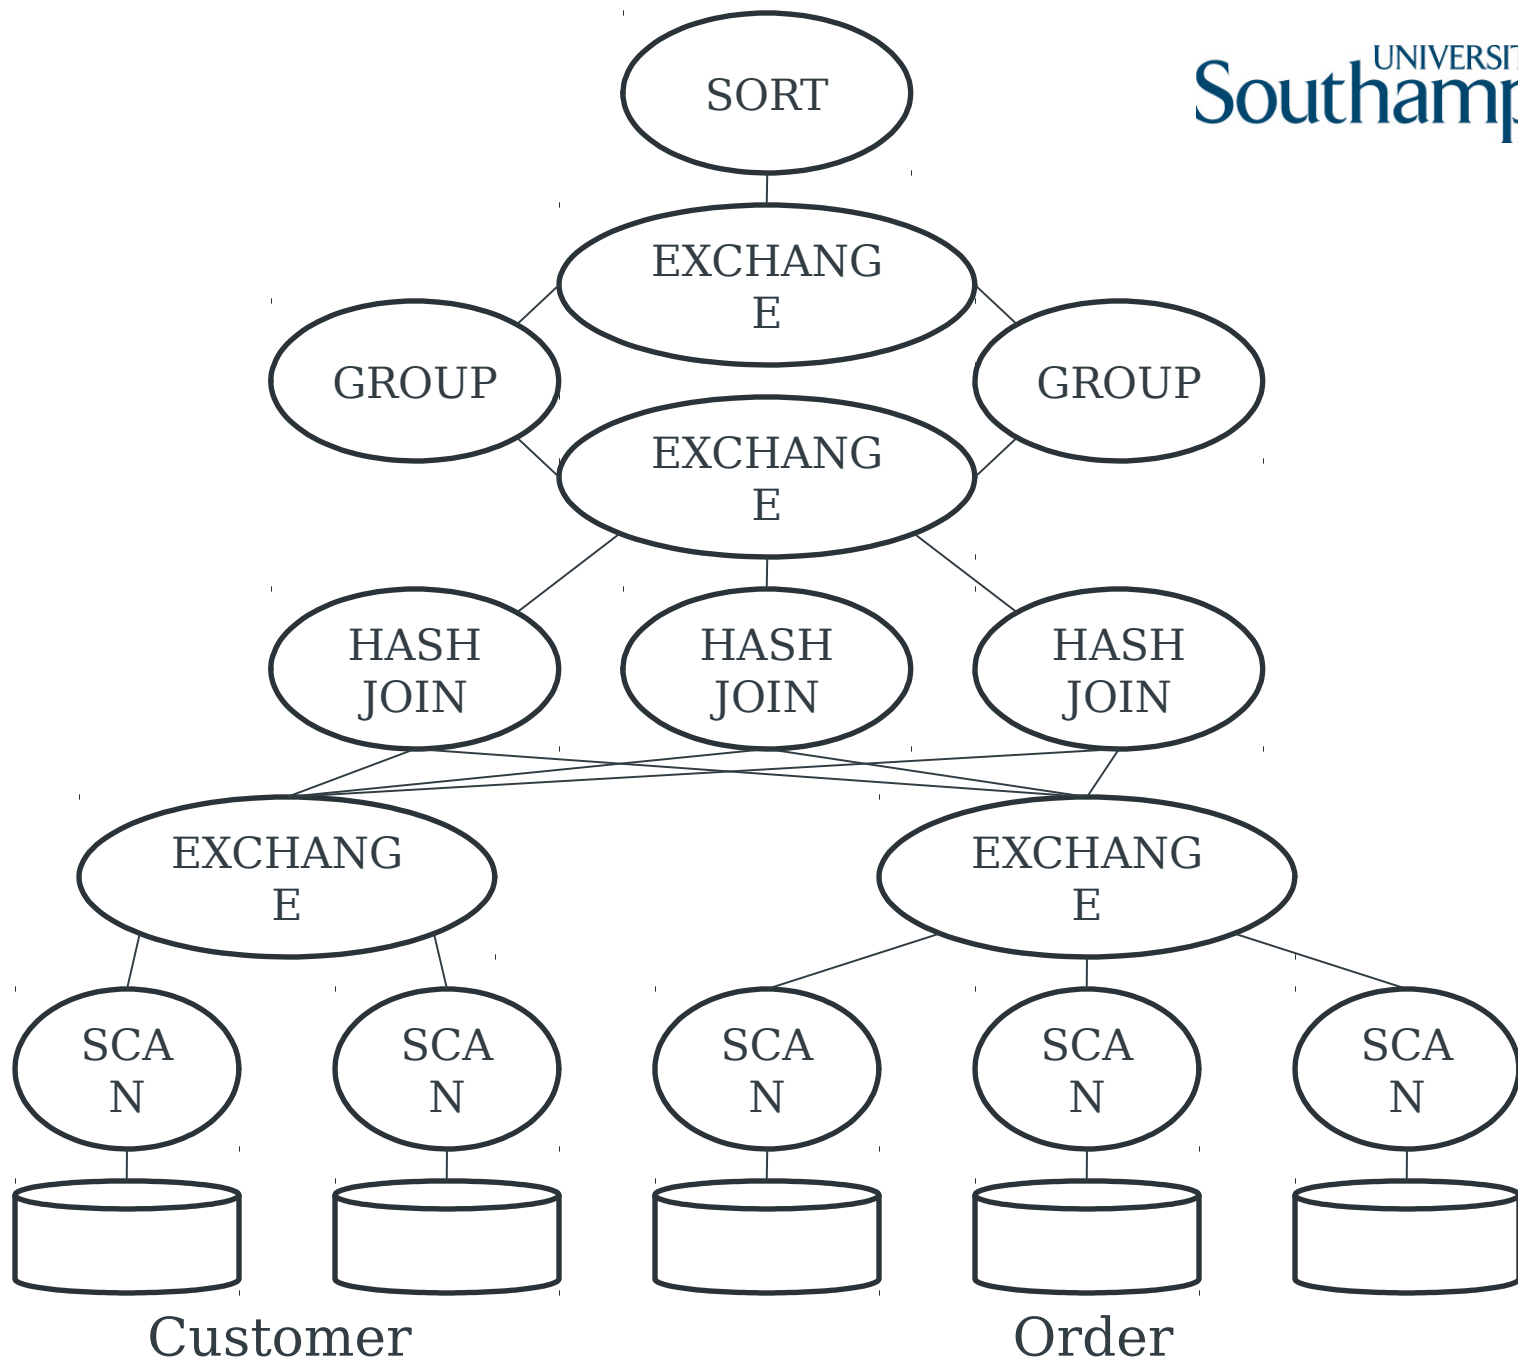 SORT
UNIVERSIT
Southamp
EXCHANG
E
GROUP
GROUP
EXCHANG
E
HASH
JOIN
HASH
JOIN
HASH
JOIN
EXCHANG
E
EXCHANG
E
SCA
N
SCA
N
SCA
N
SCA
N
SCA
N
Customer
Order